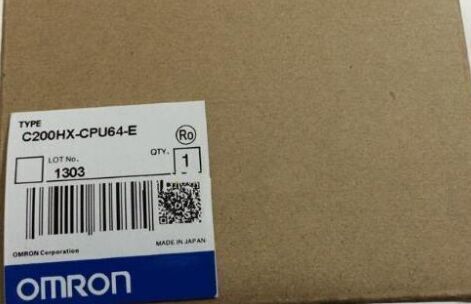 TYPE
C200HX-CPU64-E
Ro
LOT No.
1303
QTY.
1
MADE IN JAPAN
OMRON Corporation
OMRON